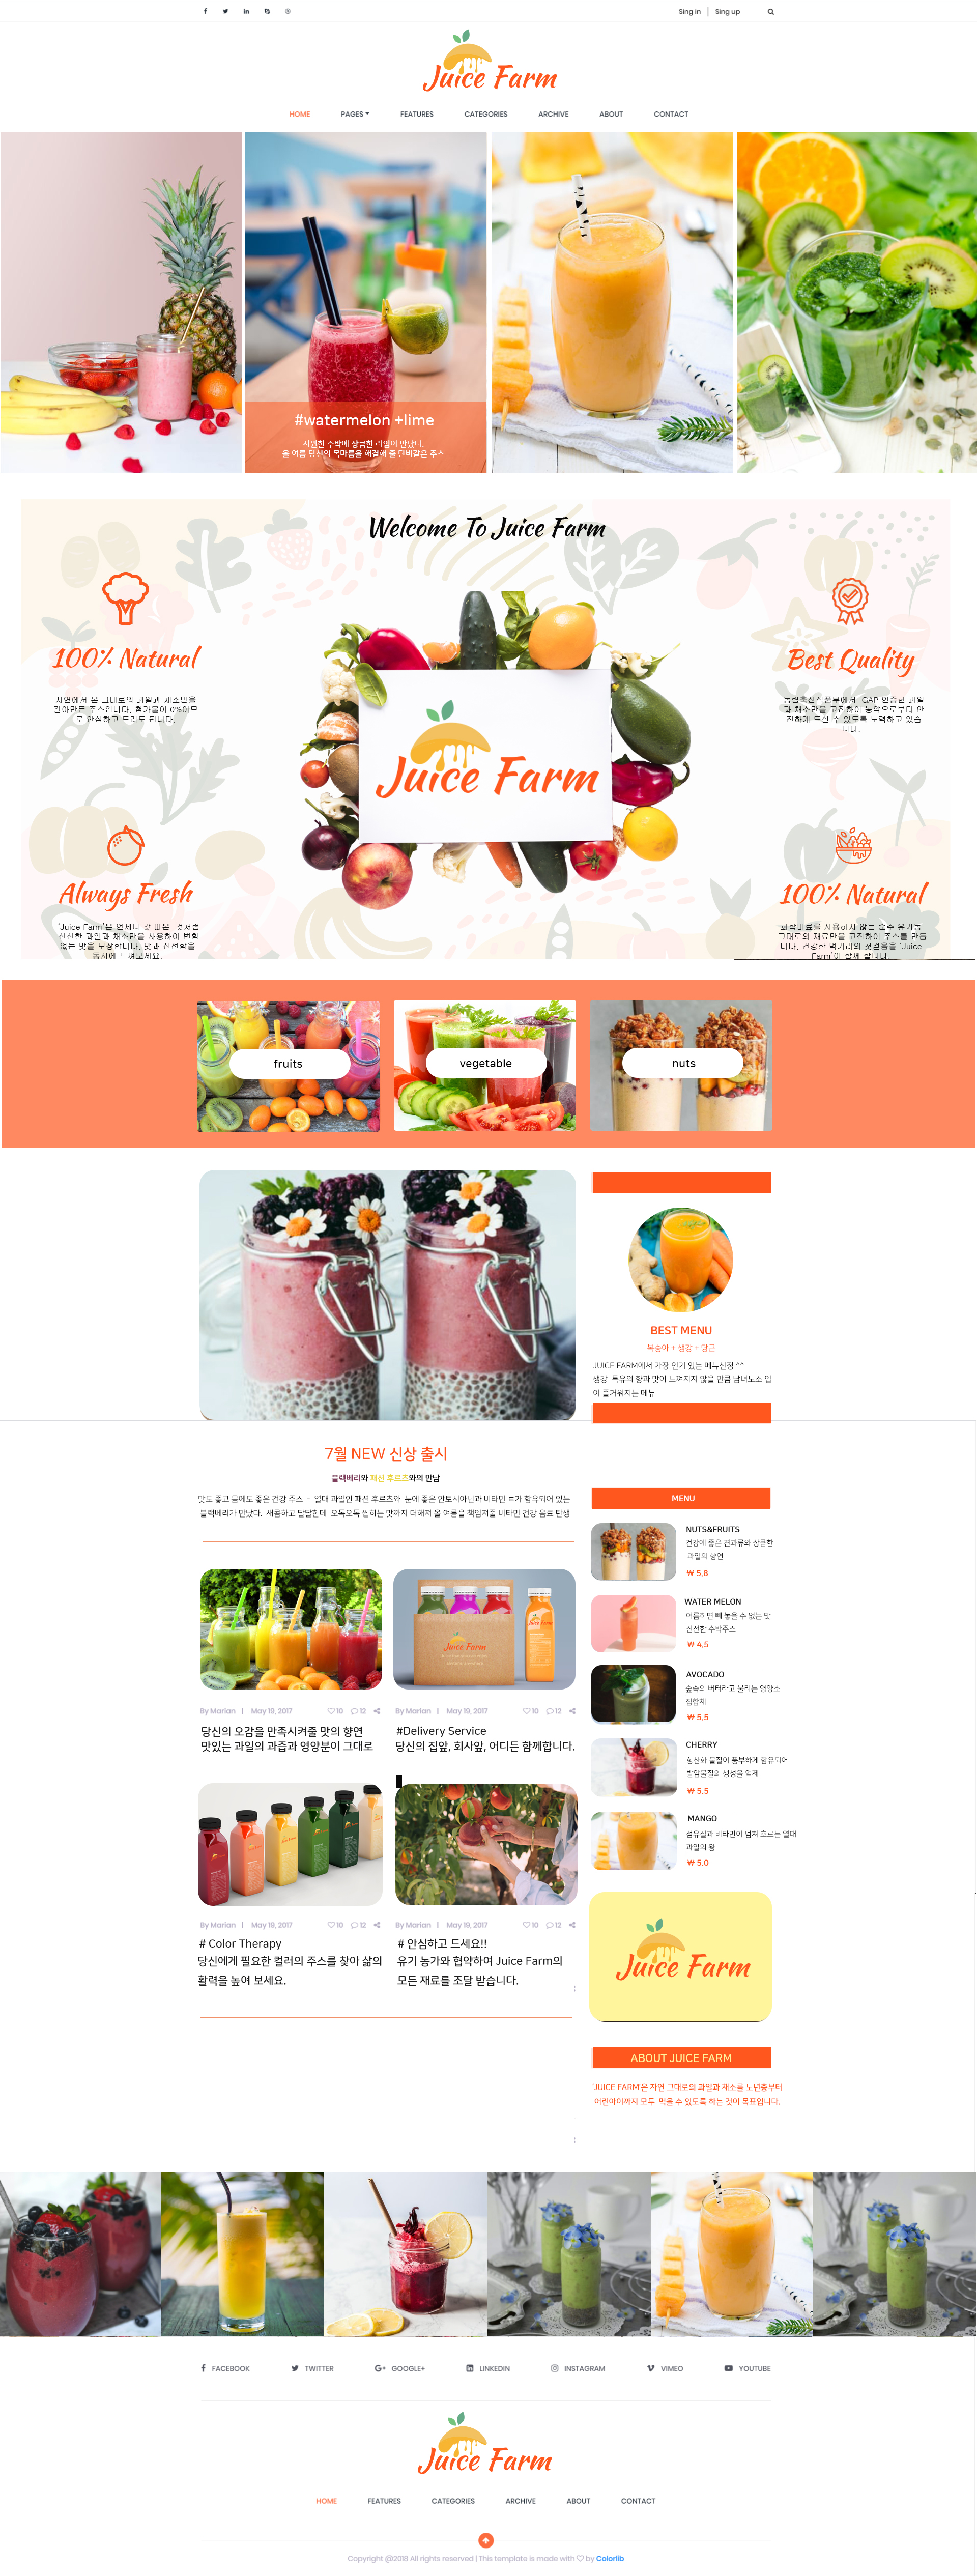 Sing in
Sing up
Juice Farm
HOME
PAGES
FEATURES
CATEGORIES
ARCHIVE
ABOUT
CONTACT
#watermelon +lime
시원한 수박에 상큼한 라임이 만났다.
올 여름 당신의 목마름을 해결해 줄 단비같은 주스
Welcome To Juice Farm
100% Natural
자연에서 온 그대로의 과일과 채소만을
갈아만든 주스입니다. 첨가물이 0%이므
로 안심하고 드려도 됩니다.
Best Quality
농림축산식품부에서 GAP 인증한 과일
과 채소만을 고집하여 농약으로부터 안
전하게 드실 수 있도록 노력하고 있습
니다.
Juice Farm
Always Fresh
'Juice Farm'은 언제나 갓 따온 것처럼
신선한 과일과 채소만을 사용하여 변함
없는 맛을 보장합니다. 맛과 신선함을
동시에 느껴보세요.
100% Natural
화학비료를 사용하지 않는 순수 유기농
그대로의 재료만을 고집하여 주스를 만듭
니다. 건강한 먹거리의 첫걸음을 'Juice
Farm'이 함께 합니다.
fruits
vegetable
nuts
BEST MENU
복숭아 + 생강 + 당근
JUICE FARM에서 가장 인기 있는 메뉴선정 ^^
생강 특유의 향과 맛이 느껴지지 않을 만큼 남녀노소 입
이 즐거워지는 메뉴
7월 NEW 신상 출시
블랙베리와 패션 후르츠와의 만남
맛도 좋고 몸에도 좋은 건강 주스 - 열대 과일인 패션 후르츠와 눈에 좋은 안토시아닌과 비타민 ㅌ가 함유되어 있는
블랙베리가 만났다. 새콤하고 달달한데 오독오독 씹히는 맛까지 더해져 올 여름을 책임져줄 비타민 건강 음료 탄생
MENU
NUTS&FRUITS
건강에 좋은 견과류와 상큼한
과일의 향연
₩ 5.8
WATER MELON
여름하면 빼 놓을 수 없는 맛
신선한 수박주스
₩ 4.5
AVOCADO
숲속의 버터라고 불리는 영양소
집합체
₩ 5.5
CHERRY
항산화 물질이 풍부하게 함유되어
발암물질의 생성을 억제
₩ 5.5
MANGO
섬유질과 비타민이 넘쳐 흐르는 열대
과일의 왕
₩ 5.0
Juice Farm
By Marian | May 19, 2017 10 12
당신의 오감을 만족시켜줄 맛의 향연
맛있는 과일의 과즙과 영양분이 그대로
By Marian | May 19, 2017 10 12
#Delivery Service
당신의 집앞, 회사앞, 어디든 함께합니다.
By Marian | May 19, 2017 10 12
# Color Therapy
당신에게 필요한 컬러의 주스를 찾아 삶의
활력을 높여 보세요.
By Marian | May 19, 2017 10 12
# 안심하고 드세요!!
유기 농가와 협약하여 Juice Farm의
모든 재료를 조달 받습니다.
Juice Farm
ABOUT JUICE FARM
'JUICE FARM'은 자연 그대로의 과일과 채소를 노년층부터
어린아이까지 모두 먹을 수 있도록 하는 것이 목표입니다.
FACEBOOK
TWITTER
GOOGLE+
LINKEDIN
INSTAGRAM
VIMEO
YOUTUBE
Juice Farm
HOME
FEATURES
CATEGORIES
ARCHIVE
ABOUT
CONTACT
Copyright @2018 All rights reserved | This template is made with ♡ by Colorlib